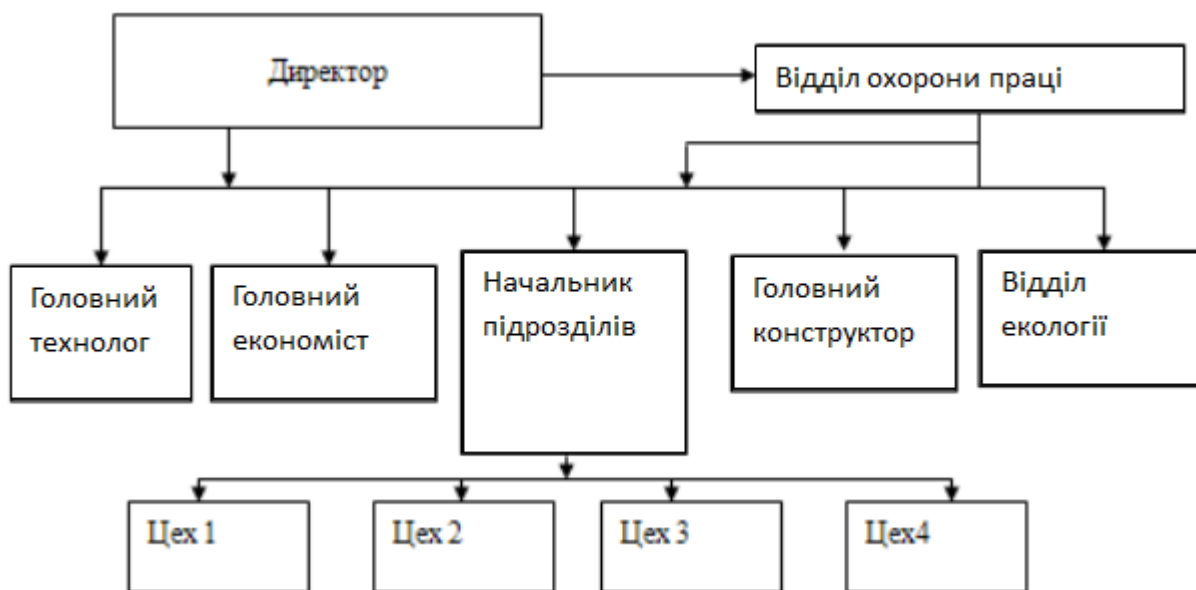 Директор
Відділ охорони праці
Головний
технолог
Головний
економіст
Начальник
підрозділів
Головний
конструктор
Відділ
екології
Цех 1
Цех 2
Цех 3
Цех4